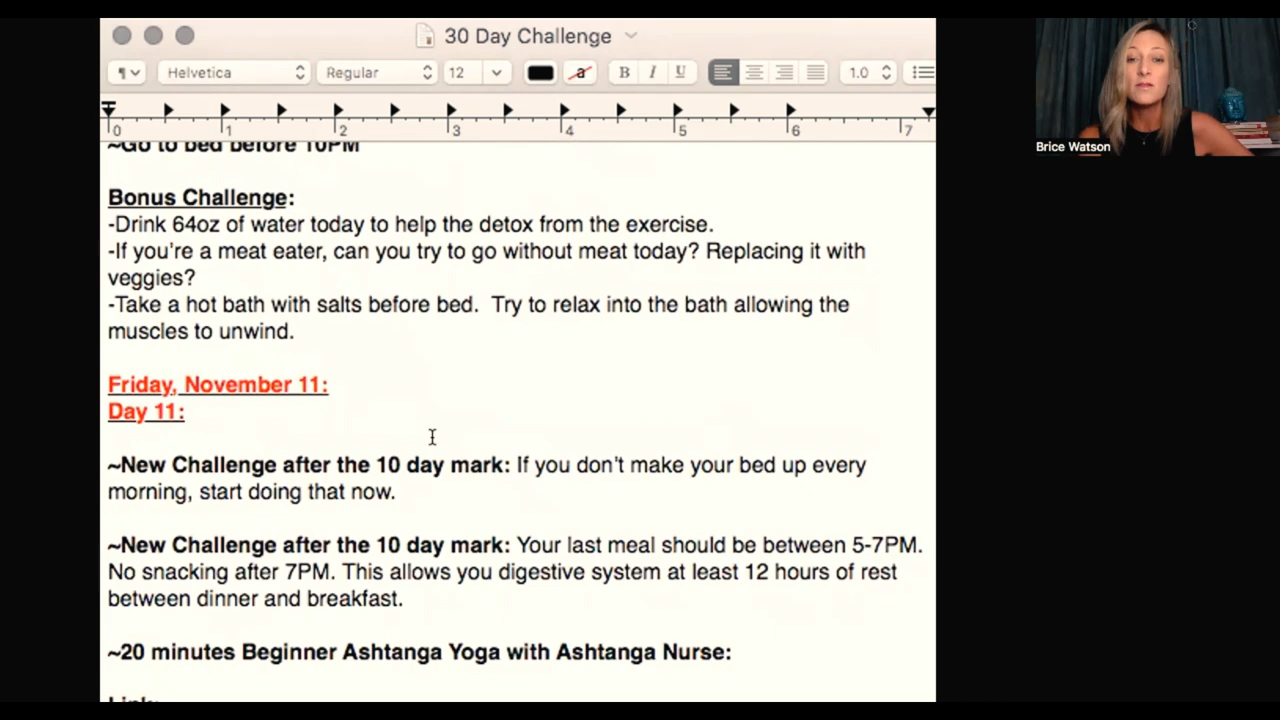 30 Day Challenge
Helvetica
Regular
12
a
B I U
1.0
0 1 2 3 4 5 6 7
~Go to bed before 10PM
Bonus Challenge:
-Drink 64oz of water today to help the detox from the exercise.
-If you're a meat eater, can you try to go without meat today? Replacing it with
veggies?
-Take a hot bath with salts before bed.  Try to relax into the bath allowing the
muscles to unwind.
Friday, November 11:
Day 11:
~New Challenge after the 10 day mark: If you don't make your bed up every
morning, start doing that now.
~New Challenge after the 10 day mark: Your last meal should be between 5-7PM.
No snacking after 7PM. This allows you digestive system at least 12 hours of rest
between dinner and breakfast.
~20 minutes Beginner Ashtanga Yoga with Ashtanga Nurse:
Brice Watson